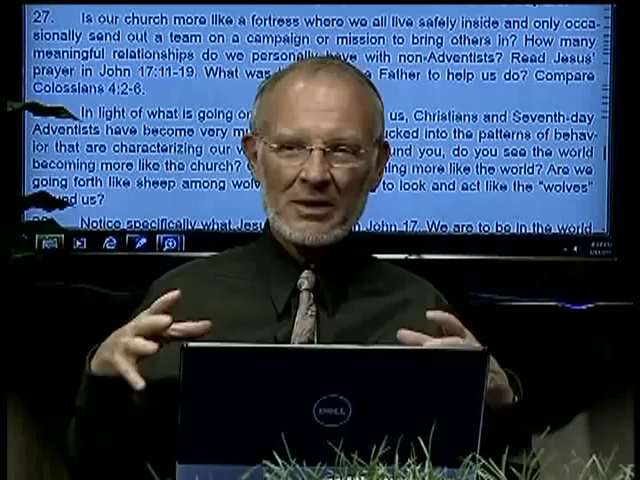 27. Is our church more like a fortress where we all live safely inside and only occa-
sionally send out a team on a campaign or mission to bring others in? How many
meaningful relationships do we personally have with non-Adventists? Read Jesus'
prayer in John 17:11-19. What was Father to help us do? Compare
Colossians 4:2-6.
In light of what is going on us, Christians and Seventh-day
Adventists have become very ucked into the patterns of behav-
ior that are characterizing our und you, do you see the world
becoming more like the church? ning more like the world? Are we
going forth like sheep among wolv to look and act like the "wolves"
und us?
Notice specifically what Jesu n John 17. We are to be in the world
DELL